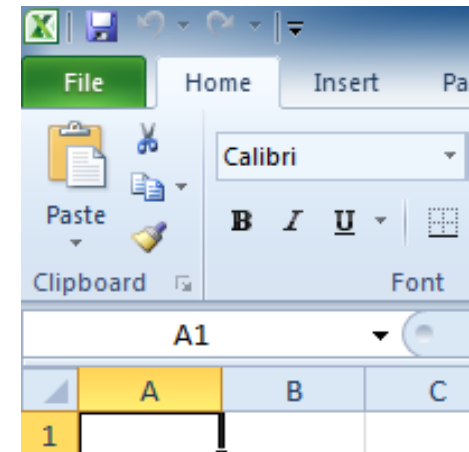 File Home Insert Pa
Calibri
Paste
B I U
Clipboard Font
A1
A B C
1